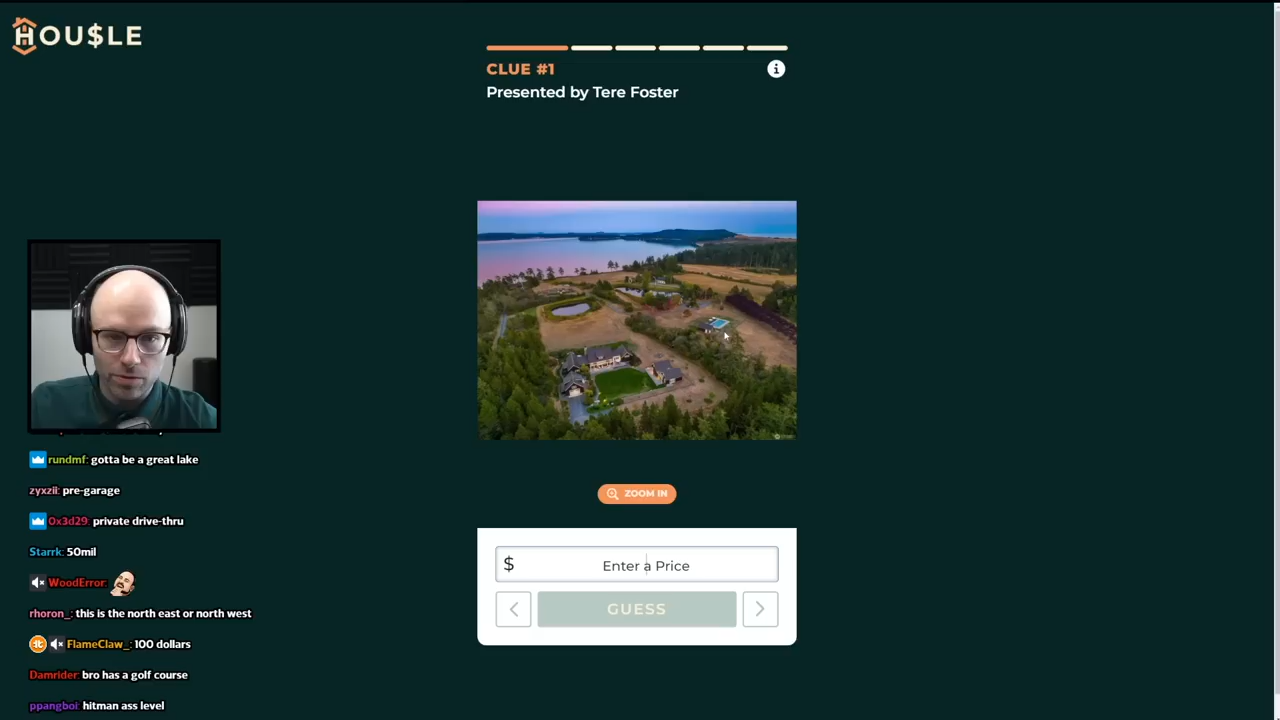 HOU$LE
CLUE #1
Presented by Tere Foster
ZOOM IN
$ Enter a Price
GUESS
rundmf: gotta be a great lake
zyxzii: pre-garage
0x3d29: private drive-thru
Starrk: 50mil
WoodError:
rhoron_: this is the north east or north west
FlameClaw_: 100 dollars
Damrider: bro has a golf course
ppangboi: hitman ass level